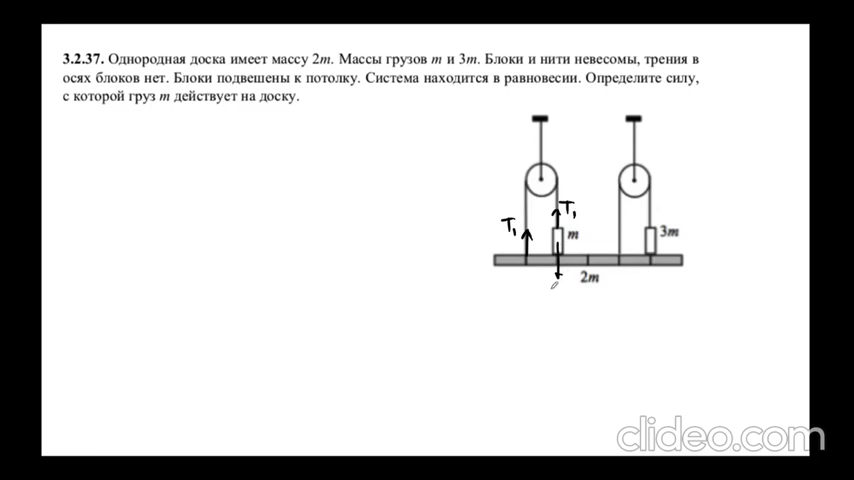 3.2.37. Однородная доска имеет массу 2m. Массы грузов m и 3m. Блоки и нити невесомы, трения в
осях блоков нет. Блоки подвешены к потолку. Система находится в равновесии. Определите силу,
с которой груз m действует на доску.
T₁
T₁
m
3m
2m
clideo.com